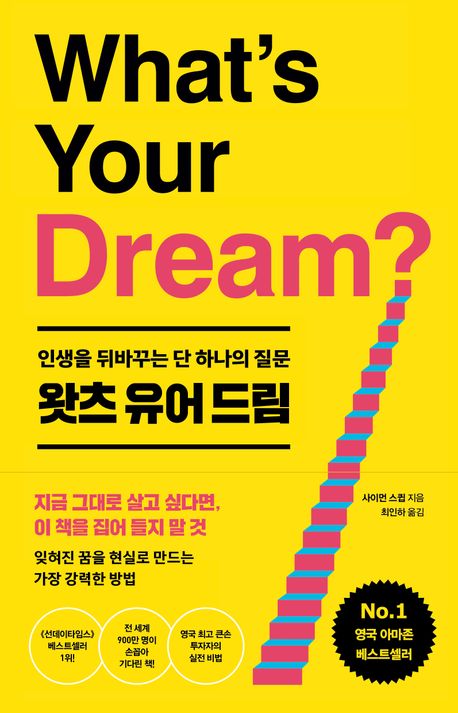 What's
Your
Dream?
인생을 뒤바꾸는 단 하나의 질문
왓츠 유어 드림
지금 그대로 살고 싶다면,
이 책을 집어 들지 말 것
잊혀진 꿈을 현실로 만드는
가장 강력한 방법
사이먼 스큅 지음
최인하 옮김
《선데이타임스》
베스트셀러
1위!
전 세계
900만 명이
손꼽아
기다린 책!
영국 최고 큰손
투자자의
실전 비법
No.1
영국 아마존
베스트셀러